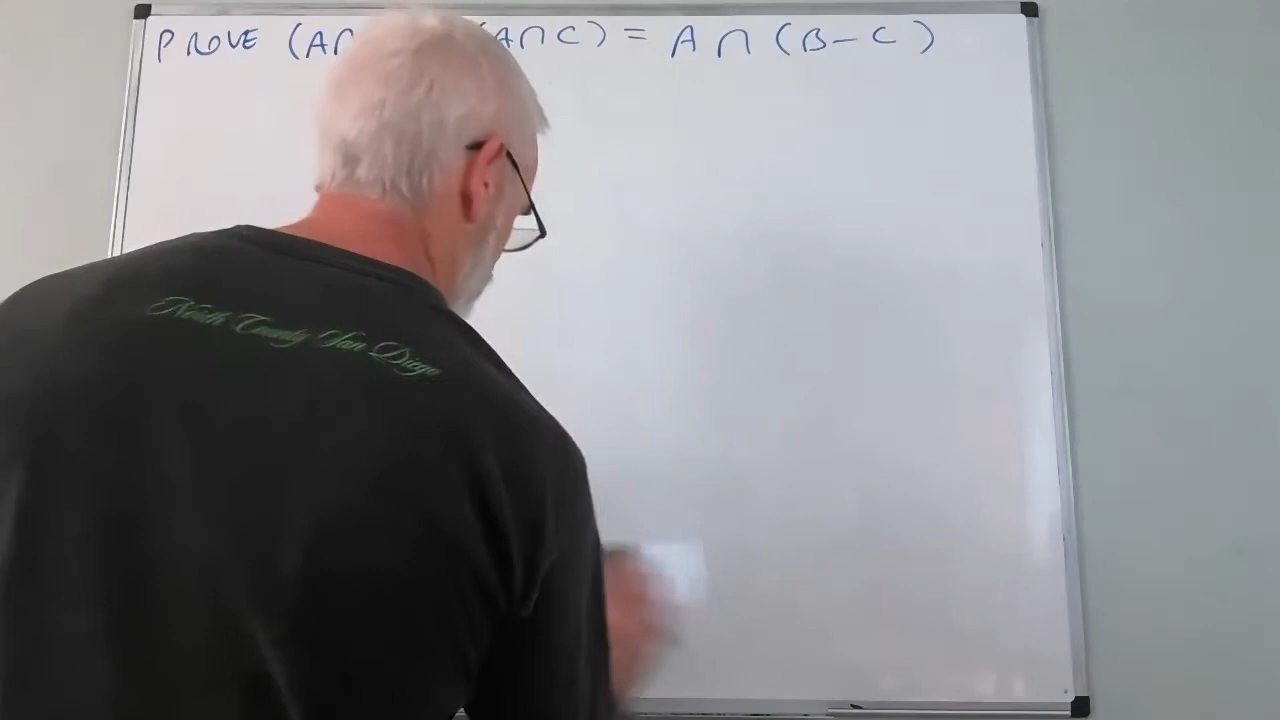 PROVE (A∩ A∩C) = A∩(B-C)
North County San Diego